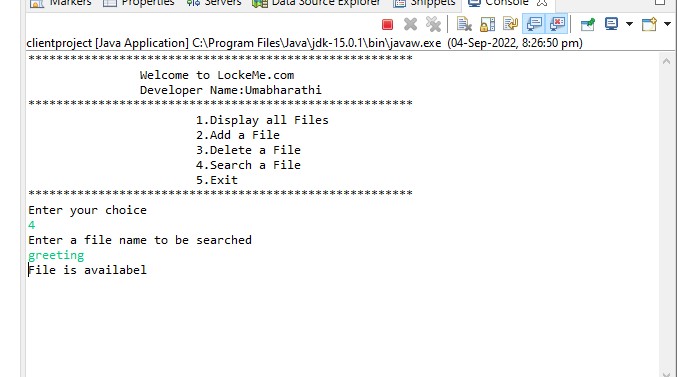 Markers Properties Servers Data Source Explorer Snippets Console
clientproject [Java Application] C:\Program Files\Java\jdk-15.0.1\bin\javaw.exe (04-Sep-2022, 8:26:50 pm)
*******************************************************
Welcome to LockeMe.com
Developer Name:Umabharathi
*******************************************************
1.Display all Files
2.Add a File
3.Delete a File
4.Search a File
5.Exit
*******************************************************
Enter your choice
4
Enter a file name to be searched
greeting
File is availabel